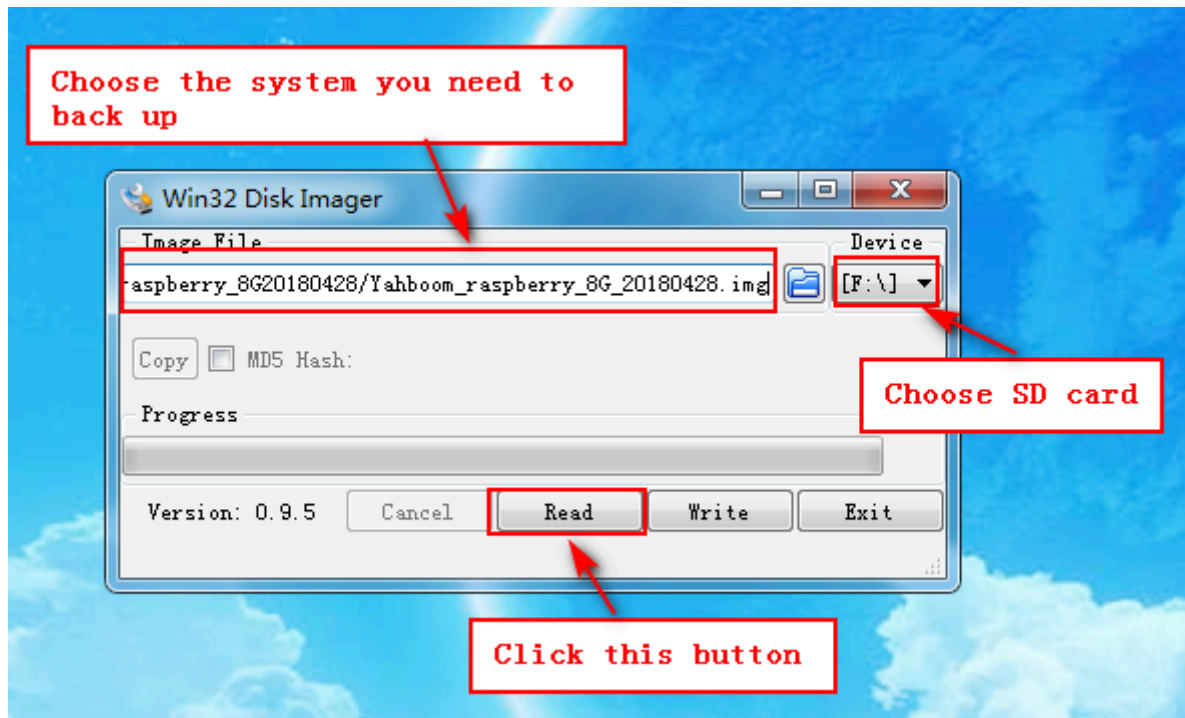 Choose the system you need to
back up
Win32 Disk Imager
Image File
Device
raspberry_8G20180428/Yahboom_raspberry_8G_20180428.img
[F:\]
Copy
MD5 Hash:
Choose SD card
Progress
Version: 0.9.5
Cancel
Read
Write
Exit
Click this button